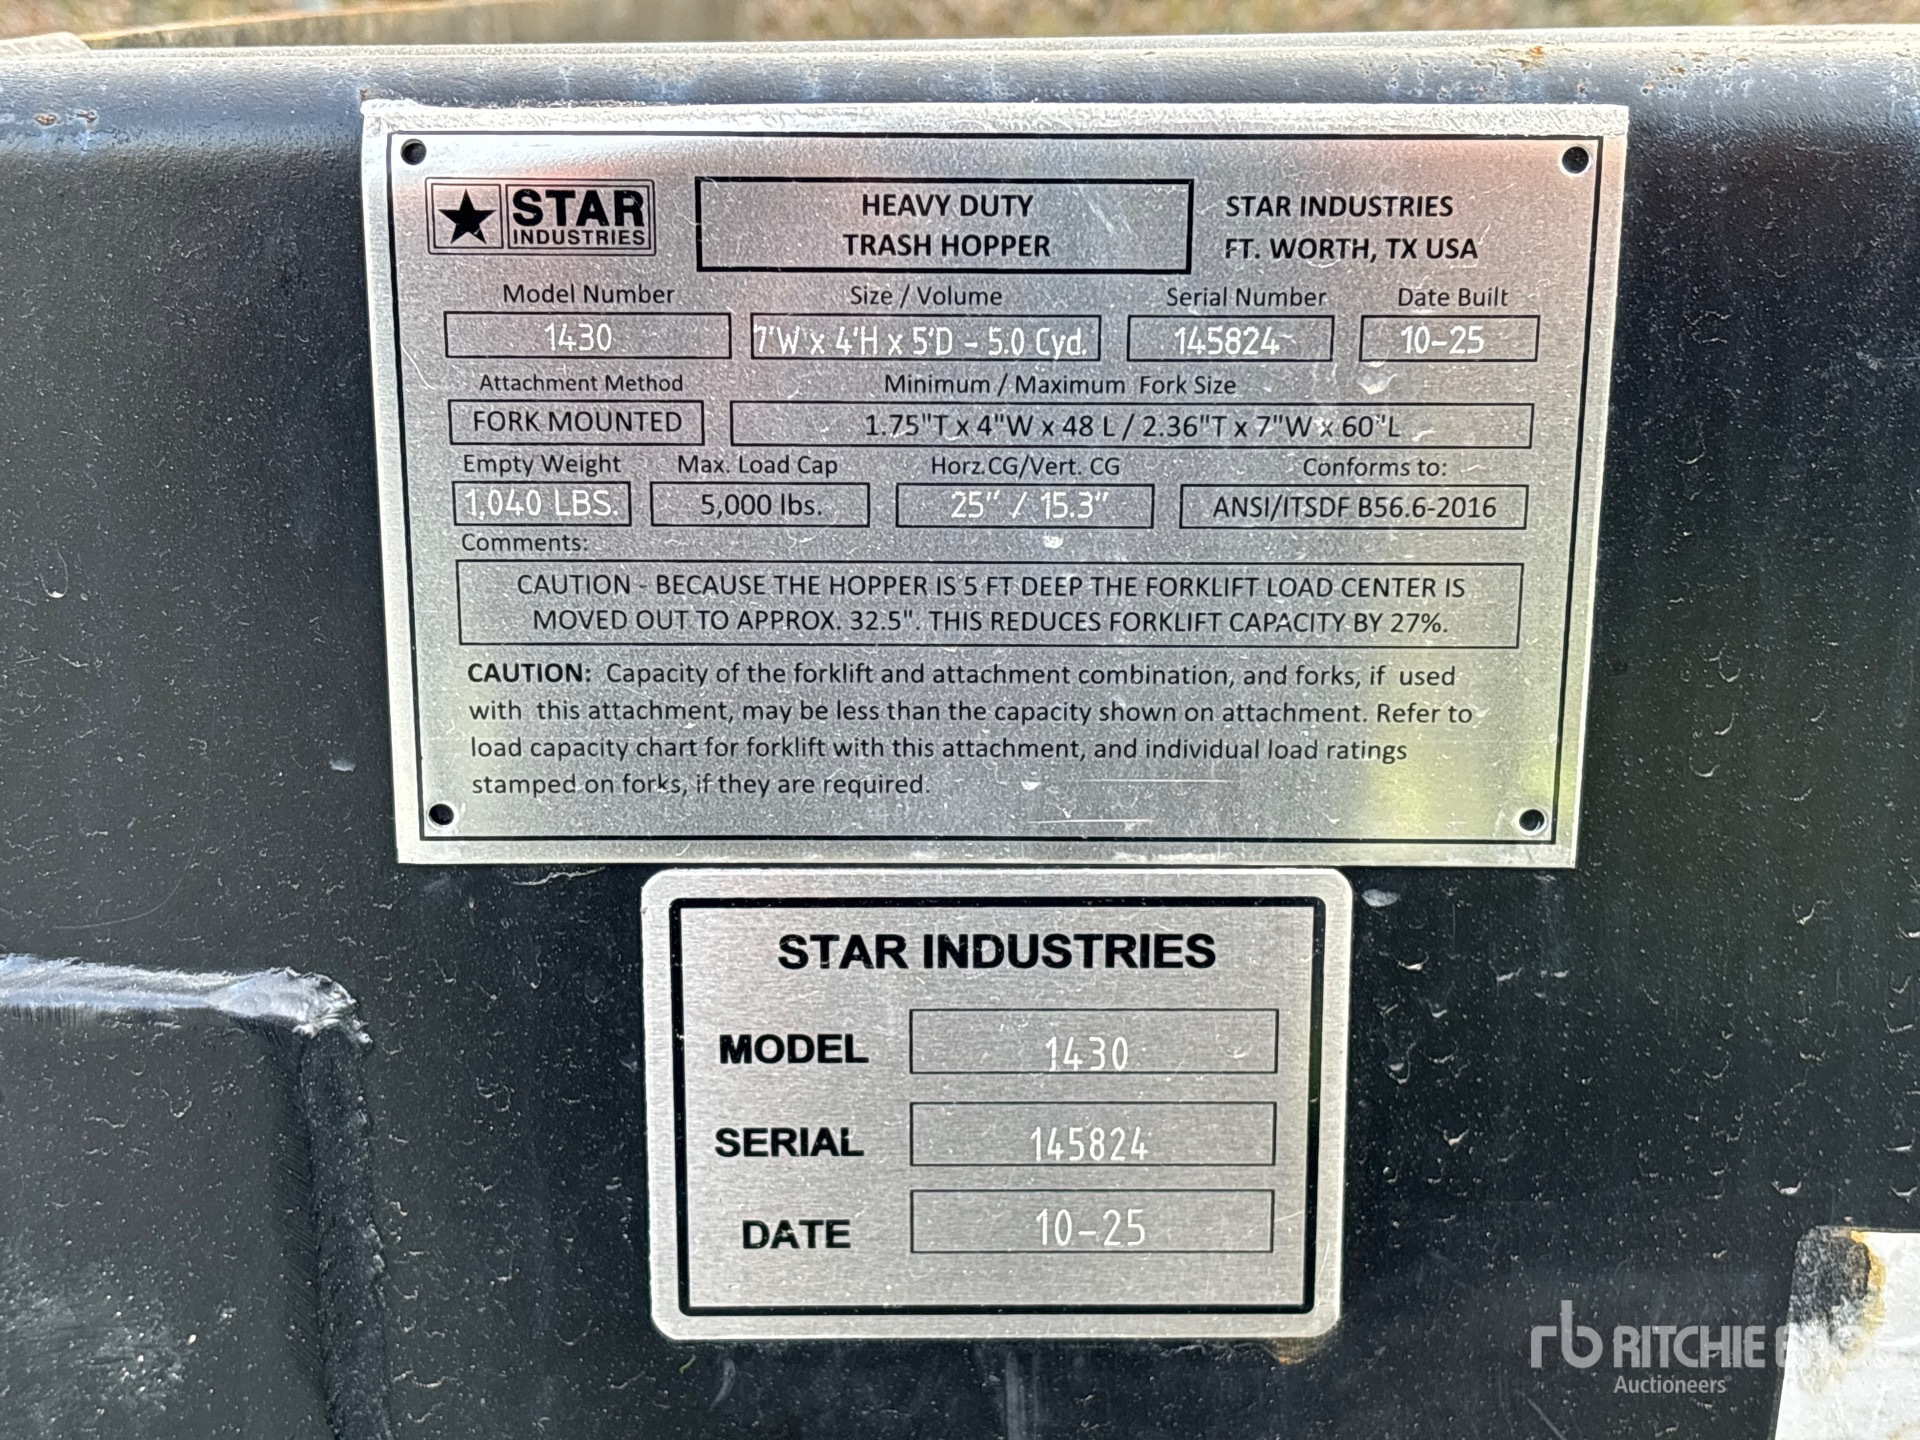 STAR
INDUSTRIES
HEAVY DUTY
TRASH HOPPER
STAR INDUSTRIES
FT. WORTH, TX USA
Model Number Size / Volume Serial Number Date Built
1430 7'W x 4'H x 5'D - 5.0 Cyd. 145824 10-25
Attachment Method Minimum / Maximum Fork Size
FORK MOUNTED 1.75"T x 4"W x 48 L / 2.36"T x 7"W x 60"L
Empty Weight Max. Load Cap Horz.CG/Vert. CG Conforms to:
1,040 LBS. 5,000 lbs. 25" / 15.3" ANSI/ITSDF B56.6-2016
Comments:
CAUTION - BECAUSE THE HOPPER IS 5 FT DEEP THE FORKLIFT LOAD CENTER IS
MOVED OUT TO APPROX. 32.5". THIS REDUCES FORKLIFT CAPACITY BY 27%.
CAUTION: Capacity of the forklift and attachment combination, and forks, if used
with this attachment, may be less than the capacity shown on attachment. Refer to
load capacity chart for forklift with this attachment, and individual load ratings
stamped on forks, if they are required.
STAR INDUSTRIES
MODEL 1430
SERIAL 145824
DATE 10-25
rb RITCHIE
Auctioneers